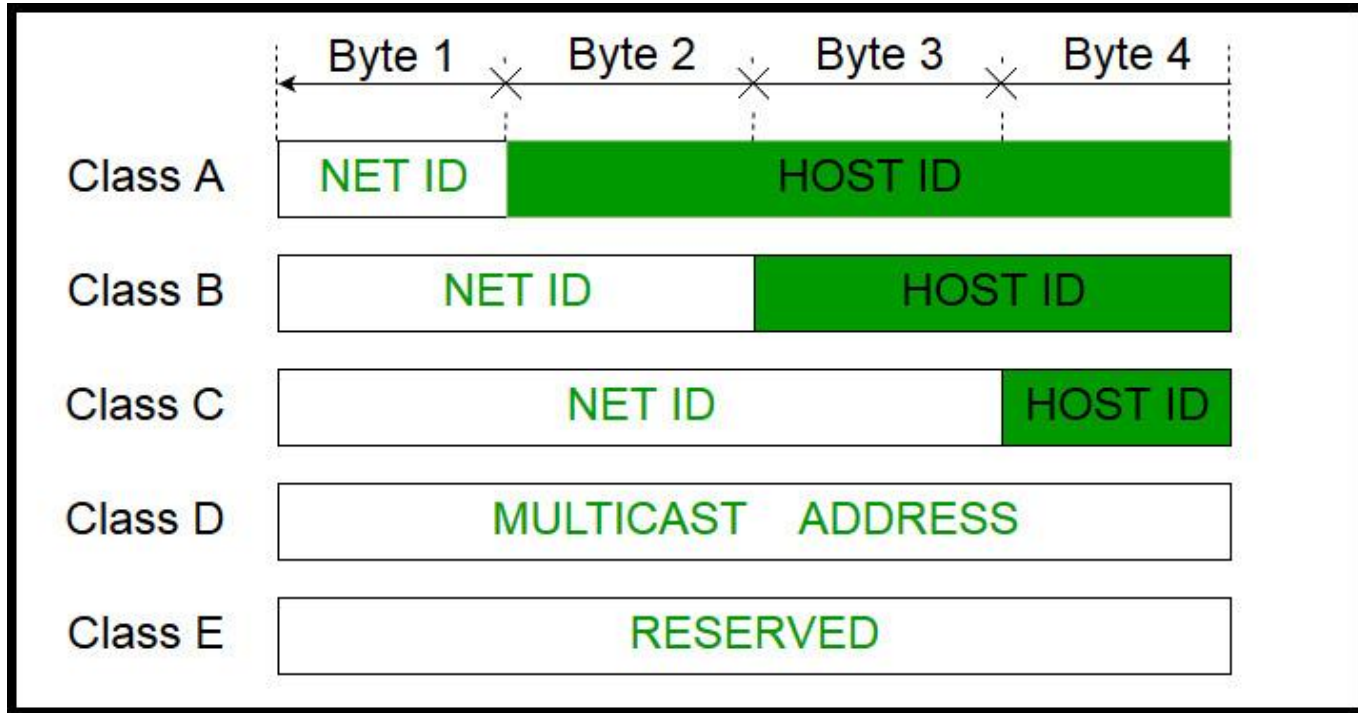 Byte 1 Byte 2 Byte 3 Byte 4
Class A NET ID HOST ID
Class B NET ID HOST ID
Class C NET ID HOST ID
Class D MULTICAST ADDRESS
Class E RESERVED